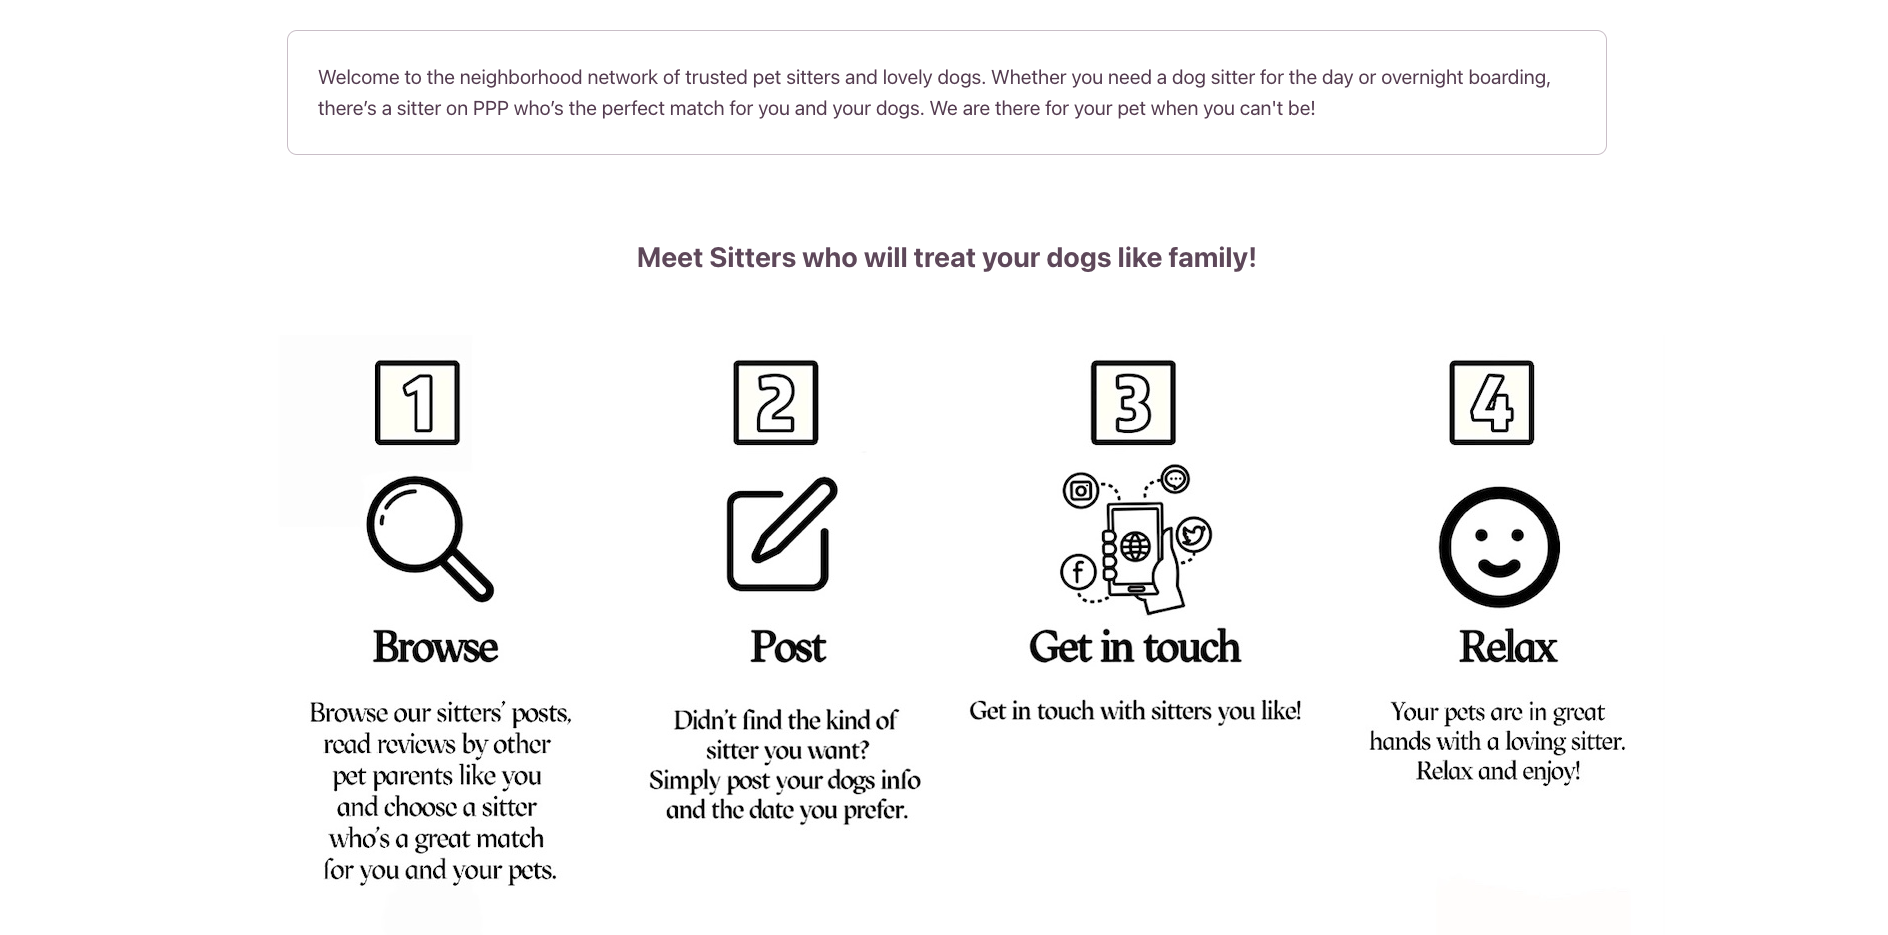 Welcome to the neighborhood network of trusted pet sitters and lovely dogs. Whether you need a dog sitter for the day or overnight boarding,
there’s a sitter on PPP who’s the perfect match for you and your dogs. We are there for your pet when you can't be!
Meet Sitters who will treat your dogs like family!
1
Browse
Browse our sitters’ posts,
read reviews by other
pet parents like you
and choose a sitter
who’s a great match
for you and your pets.
2
Post
Didn’t find the kind of
sitter you want?
Simply post your dogs info
and the date you prefer.
3
f
Get in touch
Get in touch with sitters you like!
4
Relax
Your pets are in great
hands with a loving sitter.
Relax and enjoy!